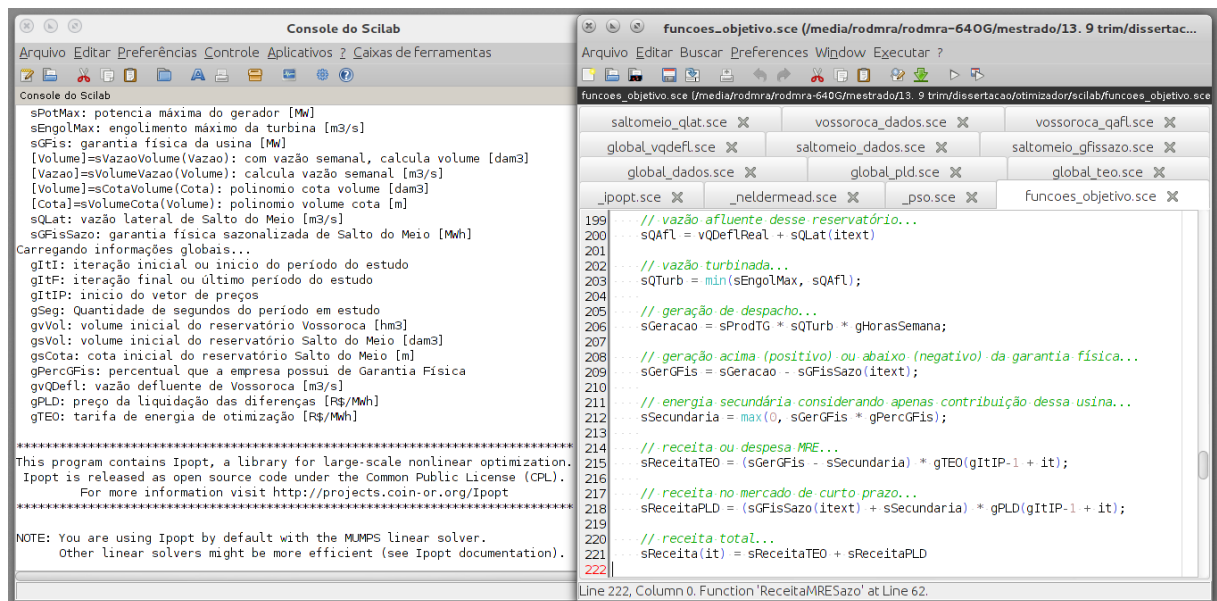 Console do Scilab
Arquivo Editar Preferências Controle Aplicativos ? Caixas de ferramentas
Console do Scilab
sPotMax: potencia máxima do gerador [MW]
sEngolMax: engolimento máximo da turbina [m3/s]
sGFis: garantia física da usina [MW]
[Volume]=sVazaoVolume(Vazao): com vazão semanal, calcula volume [dam3]
[Vazao]=sVolumeVazao(Volume): calcula vazão semanal [m3/s]
[Volume]=sCotaVolume(Cota): polinomio cota volume [dam3]
[Cota]=sVolumeCota(Volume): polinomio volume cota [m]
sQLat: vazão lateral de Salto do Meio [m3/s]
sGFisSazo: garantia física sazonalizada de Salto do Meio [MWh]
Carregando informações globais...
gItI: iteração inicial ou inicio do período do estudo
gItF: iteração final ou último período do estudo
gItIP: inicio do vetor de preços
gSeg: Quantidade de segundos do período em estudo
gvVol: volume inicial do reservatório Vossoroca [hm3]
gsVol: volume inicial do reservatório Salto do Meio [dam3]
gsCota: cota inicial do reservatório Salto do Meio [m]
gPercGFis: percentual que a empresa possui de Garantia Física
gvQDefl: vazão defluente de Vossoroca [m3/s]
gPLD: preço da liquidação das diferenças [R$/MWh]
gTEO: tarifa de energia de otimização [R$/MWh]
******************************************************************************
This program contains Ipopt, a library for large-scale nonlinear optimization.
Ipopt is released as open source code under the Common Public License (CPL).
For more information visit http://projects.coin-or.org/Ipopt
******************************************************************************
NOTE: You are using Ipopt by default with the MUMPS linear solver.
Other linear solvers might be more efficient (see Ipopt documentation).
funcoes_objetivo.sce (/media/rodmra/rodmra-640G/mestrado/13. 9 trim/dissertac...
Arquivo Editar Buscar Preferences Window Executar ?
funcoes_objetivo.sce (/media/rodmra/rodmra-640G/mestrado/13. 9 trim/dissertacao/otimizador/scilab/funcoes_objetivo.sce
saltomeio_qlat.sce vossoroca_dados.sce vossoroca_qafl.sce
global_vqdefl.sce saltomeio_dados.sce saltomeio_gfissazo.sce
global_dados.sce global_pld.sce global_teo.sce
_ipopt.sce _neldermead.sce _pso.sce funcoes_objetivo.sce
199 // vazão afluente desse reservatório...
200 sQAfl = vQDeflReal + sQLat(itext)
201
202 // vazão turbinada...
203 sQTurb = min(sEngolMax, sQAfl);
204
205 // geração de despacho...
206 sGeracao = sProdTG * sQTurb * gHorasSemana;
207
208 // geração acima (positivo) ou abaixo (negativo) da garantia física...
209 sGerGFis = sGeracao - sGFisSazo(itext);
210
211 // energia secundária considerando apenas contribuição dessa usina...
212 sSecundaria = max(0, sGerGFis * gPercGFis);
213
214 // receita ou despesa MRE...
215 sReceitaTEO = (sGerGFis - sSecundaria) * gTEO(gItIP-1 + it);
216
217 // receita no mercado de curto prazo...
218 sReceitaPLD = (sGFisSazo(itext) + sSecundaria) * gPLD(gItIP-1 + it);
219
220 // receita total...
221 sReceita(it) = sReceitaTEO + sReceitaPLD
222
Line 222, Column 0. Function 'ReceitaMRESazo' at Line 62.